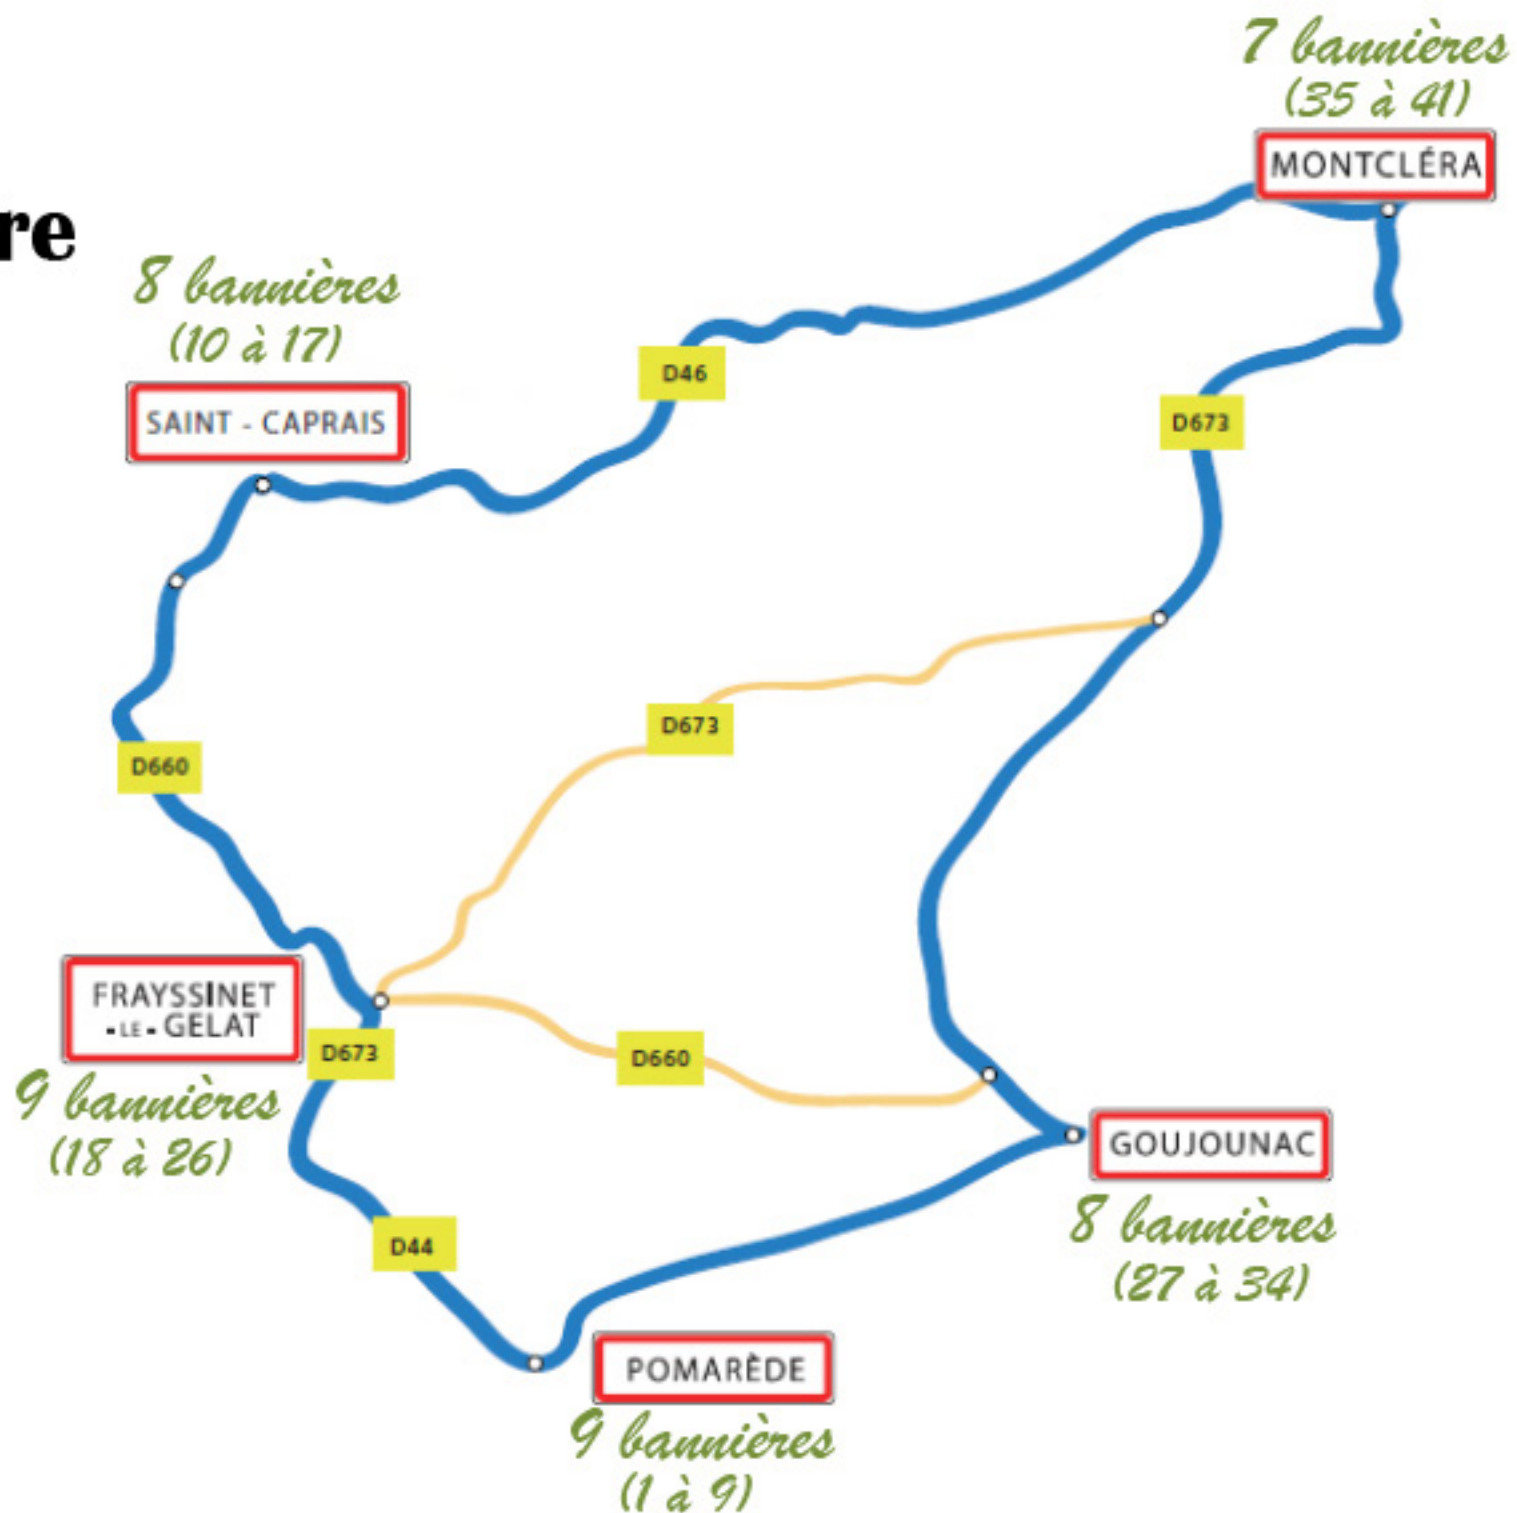 7 bannières
(35 à 41)
MONTCLÉRA
re
8 bannières
(10 à 17)
SAINT - CAPRAIS
D46
D673
D673
D660
FRAYSSINET
-LE- GELAT
D673
D660
9 bannières
(18 à 26)
GOUJOUNAC
8 bannières
(27 à 34)
D44
POMARÈDE
9 bannières
(1 à 9)